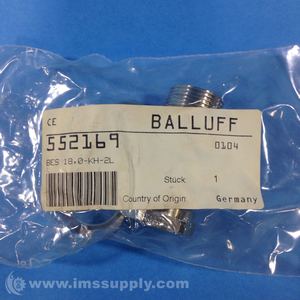 CE
BALLUFF
552169
0104
BES 18,0-KH-2L
Stück 1
Country of Origin Germany
www.imssupply.com